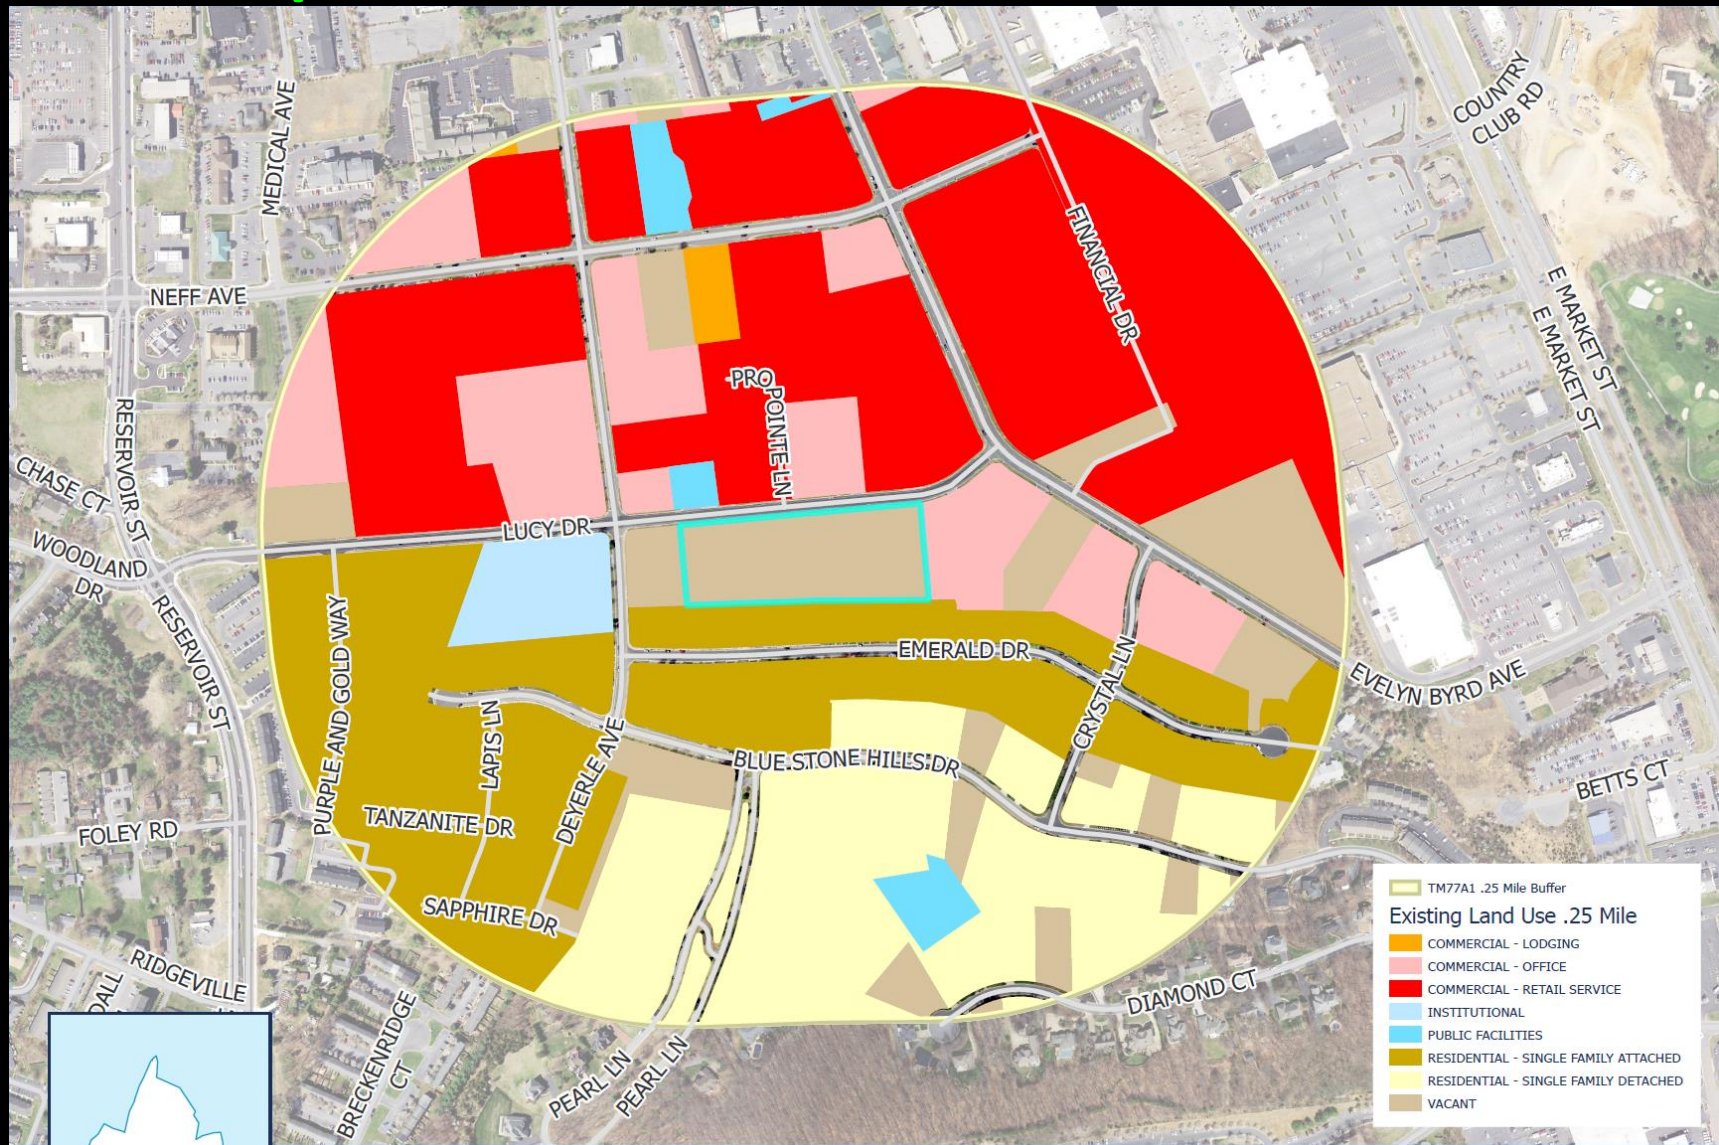 COUNTRY
CLUB RD
MEDICAL AVE
NEFF AVE
FINANCIAL DR
E MARKET ST
E MARKET ST
PRO
POINTE LN
RESERVOIR ST
CHASE CT
LUCY DR
WOODLAND
DR
RESERVOIR ST
PURPLE AND GOLD WAY
EMERALD DR
CRYSTAL LN
EVELYN BYRD AVE
LAPIS LN
DEYERLE AVE
BLUE STONE HILLS DR
BETTS CT
TANZANITE DR
FOLEY RD
SAPPHIRE DR
RIDGEVILLE
DIAMOND CT
BRECKENRIDGE
CT
PEARL LN
PEARL LN
TM77A1 .25 Mile Buffer
Existing Land Use .25 Mile
COMMERCIAL - LODGING
COMMERCIAL - OFFICE
COMMERCIAL - RETAIL SERVICE
INSTITUTIONAL
PUBLIC FACILITIES
RESIDENTIAL - SINGLE FAMILY ATTACHED
RESIDENTIAL - SINGLE FAMILY DETACHED
VACANT